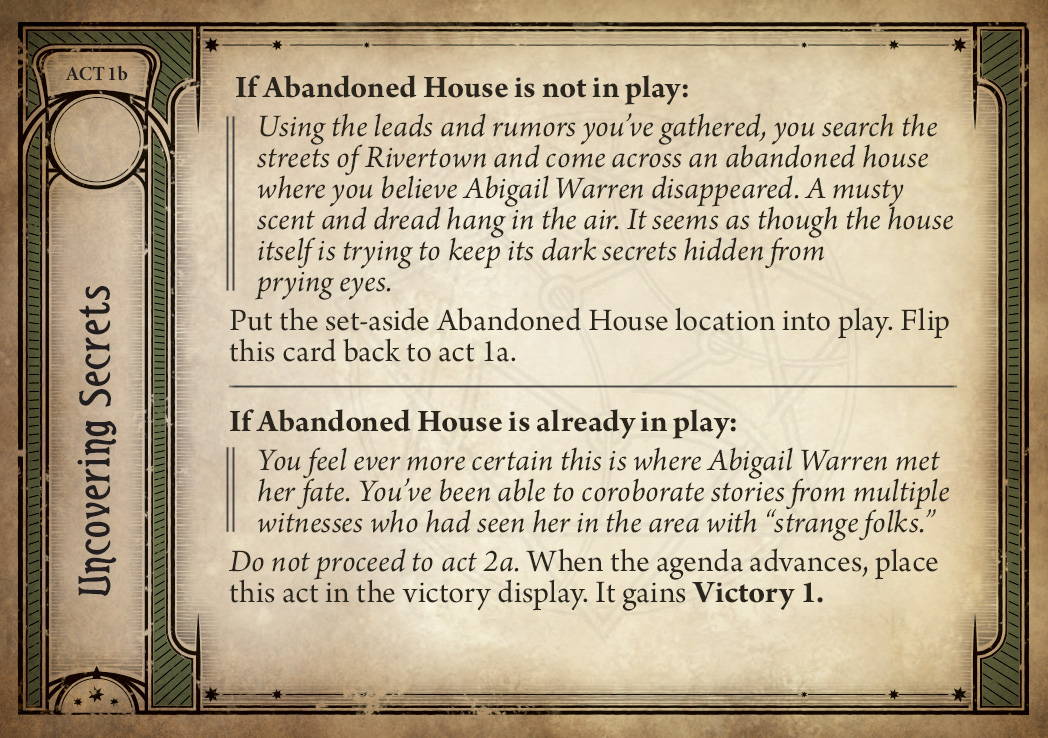 ACT 1b
Uncovering Secrets
If Abandoned House is not in play:
Using the leads and rumors you’ve gathered, you search the
streets of Rivertown and come across an abandoned house
where you believe Abigail Warren disappeared. A musty
scent and dread hang in the air. It seems as though the house
itself is trying to keep its dark secrets hidden from
prying eyes.
Put the set-aside Abandoned House location into play. Flip
this card back to act 1a.
If Abandoned House is already in play:
You feel ever more certain this is where Abigail Warren met
her fate. You’ve been able to coroborate stories from multiple
witnesses who had seen her in the area with “strange folks.”
Do not proceed to act 2a. When the agenda advances, place
this act in the victory display. It gains Victory 1.